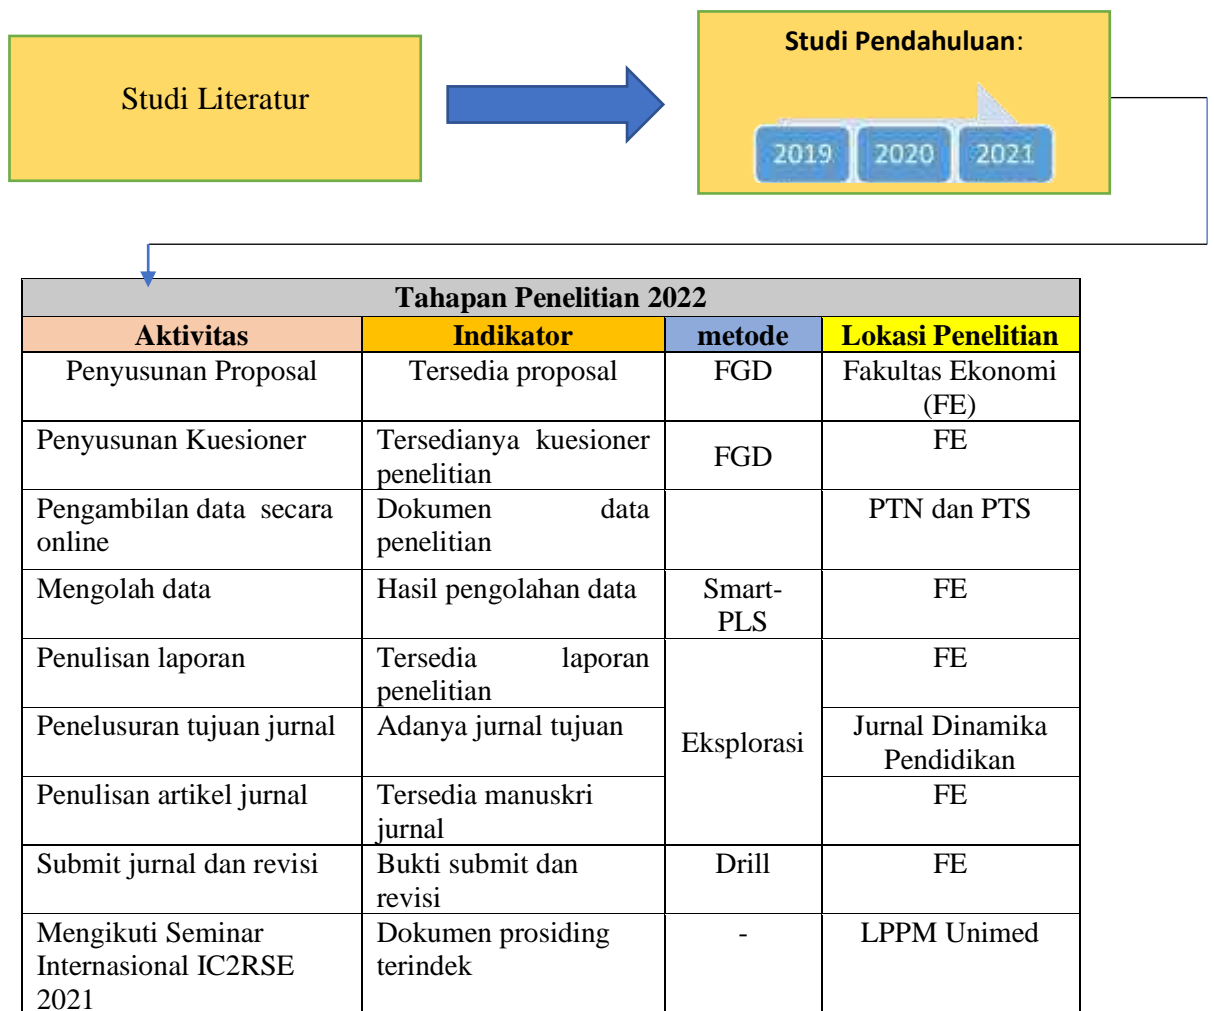 Studi Literatur
Studi Pendahuluan:
2019 2020 2021
Tahapan Penelitian 2022
Aktivitas Indikator metode Lokasi Penelitian
Penyusunan Proposal Tersedia proposal FGD Fakultas Ekonomi
(FE)
Penyusunan Kuesioner Tersedianya kuesioner
penelitian FGD FE
Pengambilan data secara
online Dokumen data
penelitian PTN dan PTS
Mengolah data Hasil pengolahan data Smart-
PLS FE
Penulisan laporan Tersedia laporan
penelitian Eksplorasi FE
Penelusuran tujuan jurnal Adanya jurnal tujuan Jurnal Dinamika
Pendidikan
Penulisan artikel jurnal Tersedia manuskri
jurnal FE
Submit jurnal dan revisi Bukti submit dan
revisi Drill FE
Mengikuti Seminar
Internasional IC2RSE
2021 Dokumen prosiding
terindek - LPPM Unimed